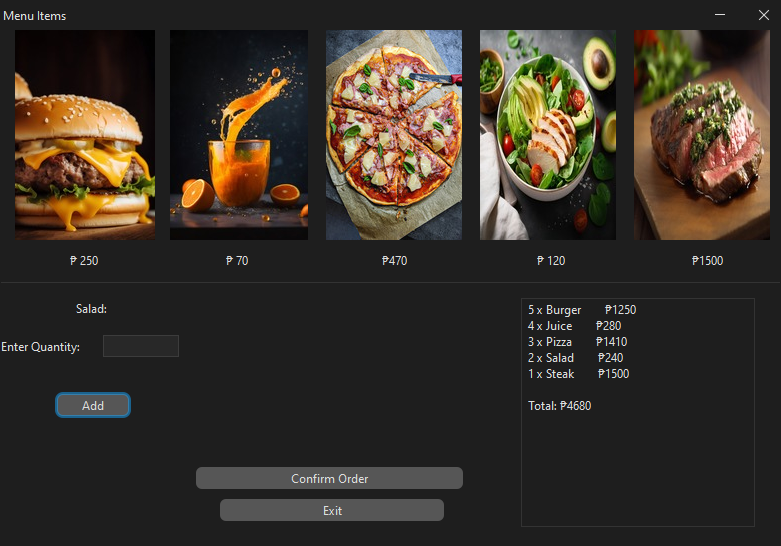 Menu Items
₱ 250
₱ 70
₱470
₱ 120
₱1500
Salad:
Enter Quantity:
Add
Confirm Order
Exit
5 x Burger ₱1250
4 x Juice ₱280
3 x Pizza ₱1410
2 x Salad ₱240
1 x Steak ₱1500
Total: ₱4680